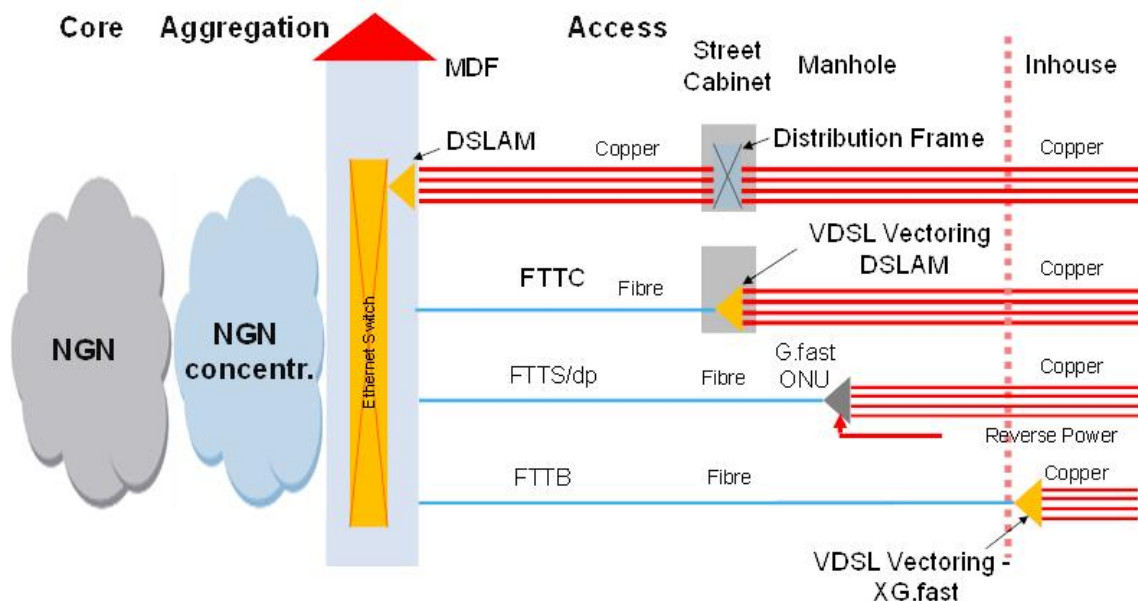 Core
Aggregation
Access
MDF
Street
Cabinet
Manhole
Inhouse
DSLAM
Copper
Distribution Frame
Copper
VDSL Vectoring
DSLAM
FTTC
Fibre
Copper
NGN
NGN
concentr.
Ethernet-Switch
FTTS/dp
Fibre
G.fast
ONU
Copper
Reverse Power
FTTB
Fibre
Copper
VDSL Vectoring -
XG.fast